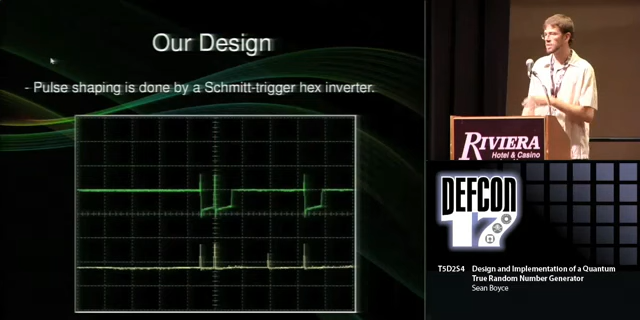 Our Design
- Pulse shaping is done by a Schmitt-trigger hex inverter.
RIVIERA
Hotel & Casino
DEFCON
17
T5D254 Design and Implementation of a Quantum
True Random Number Generator
Sean Boyce